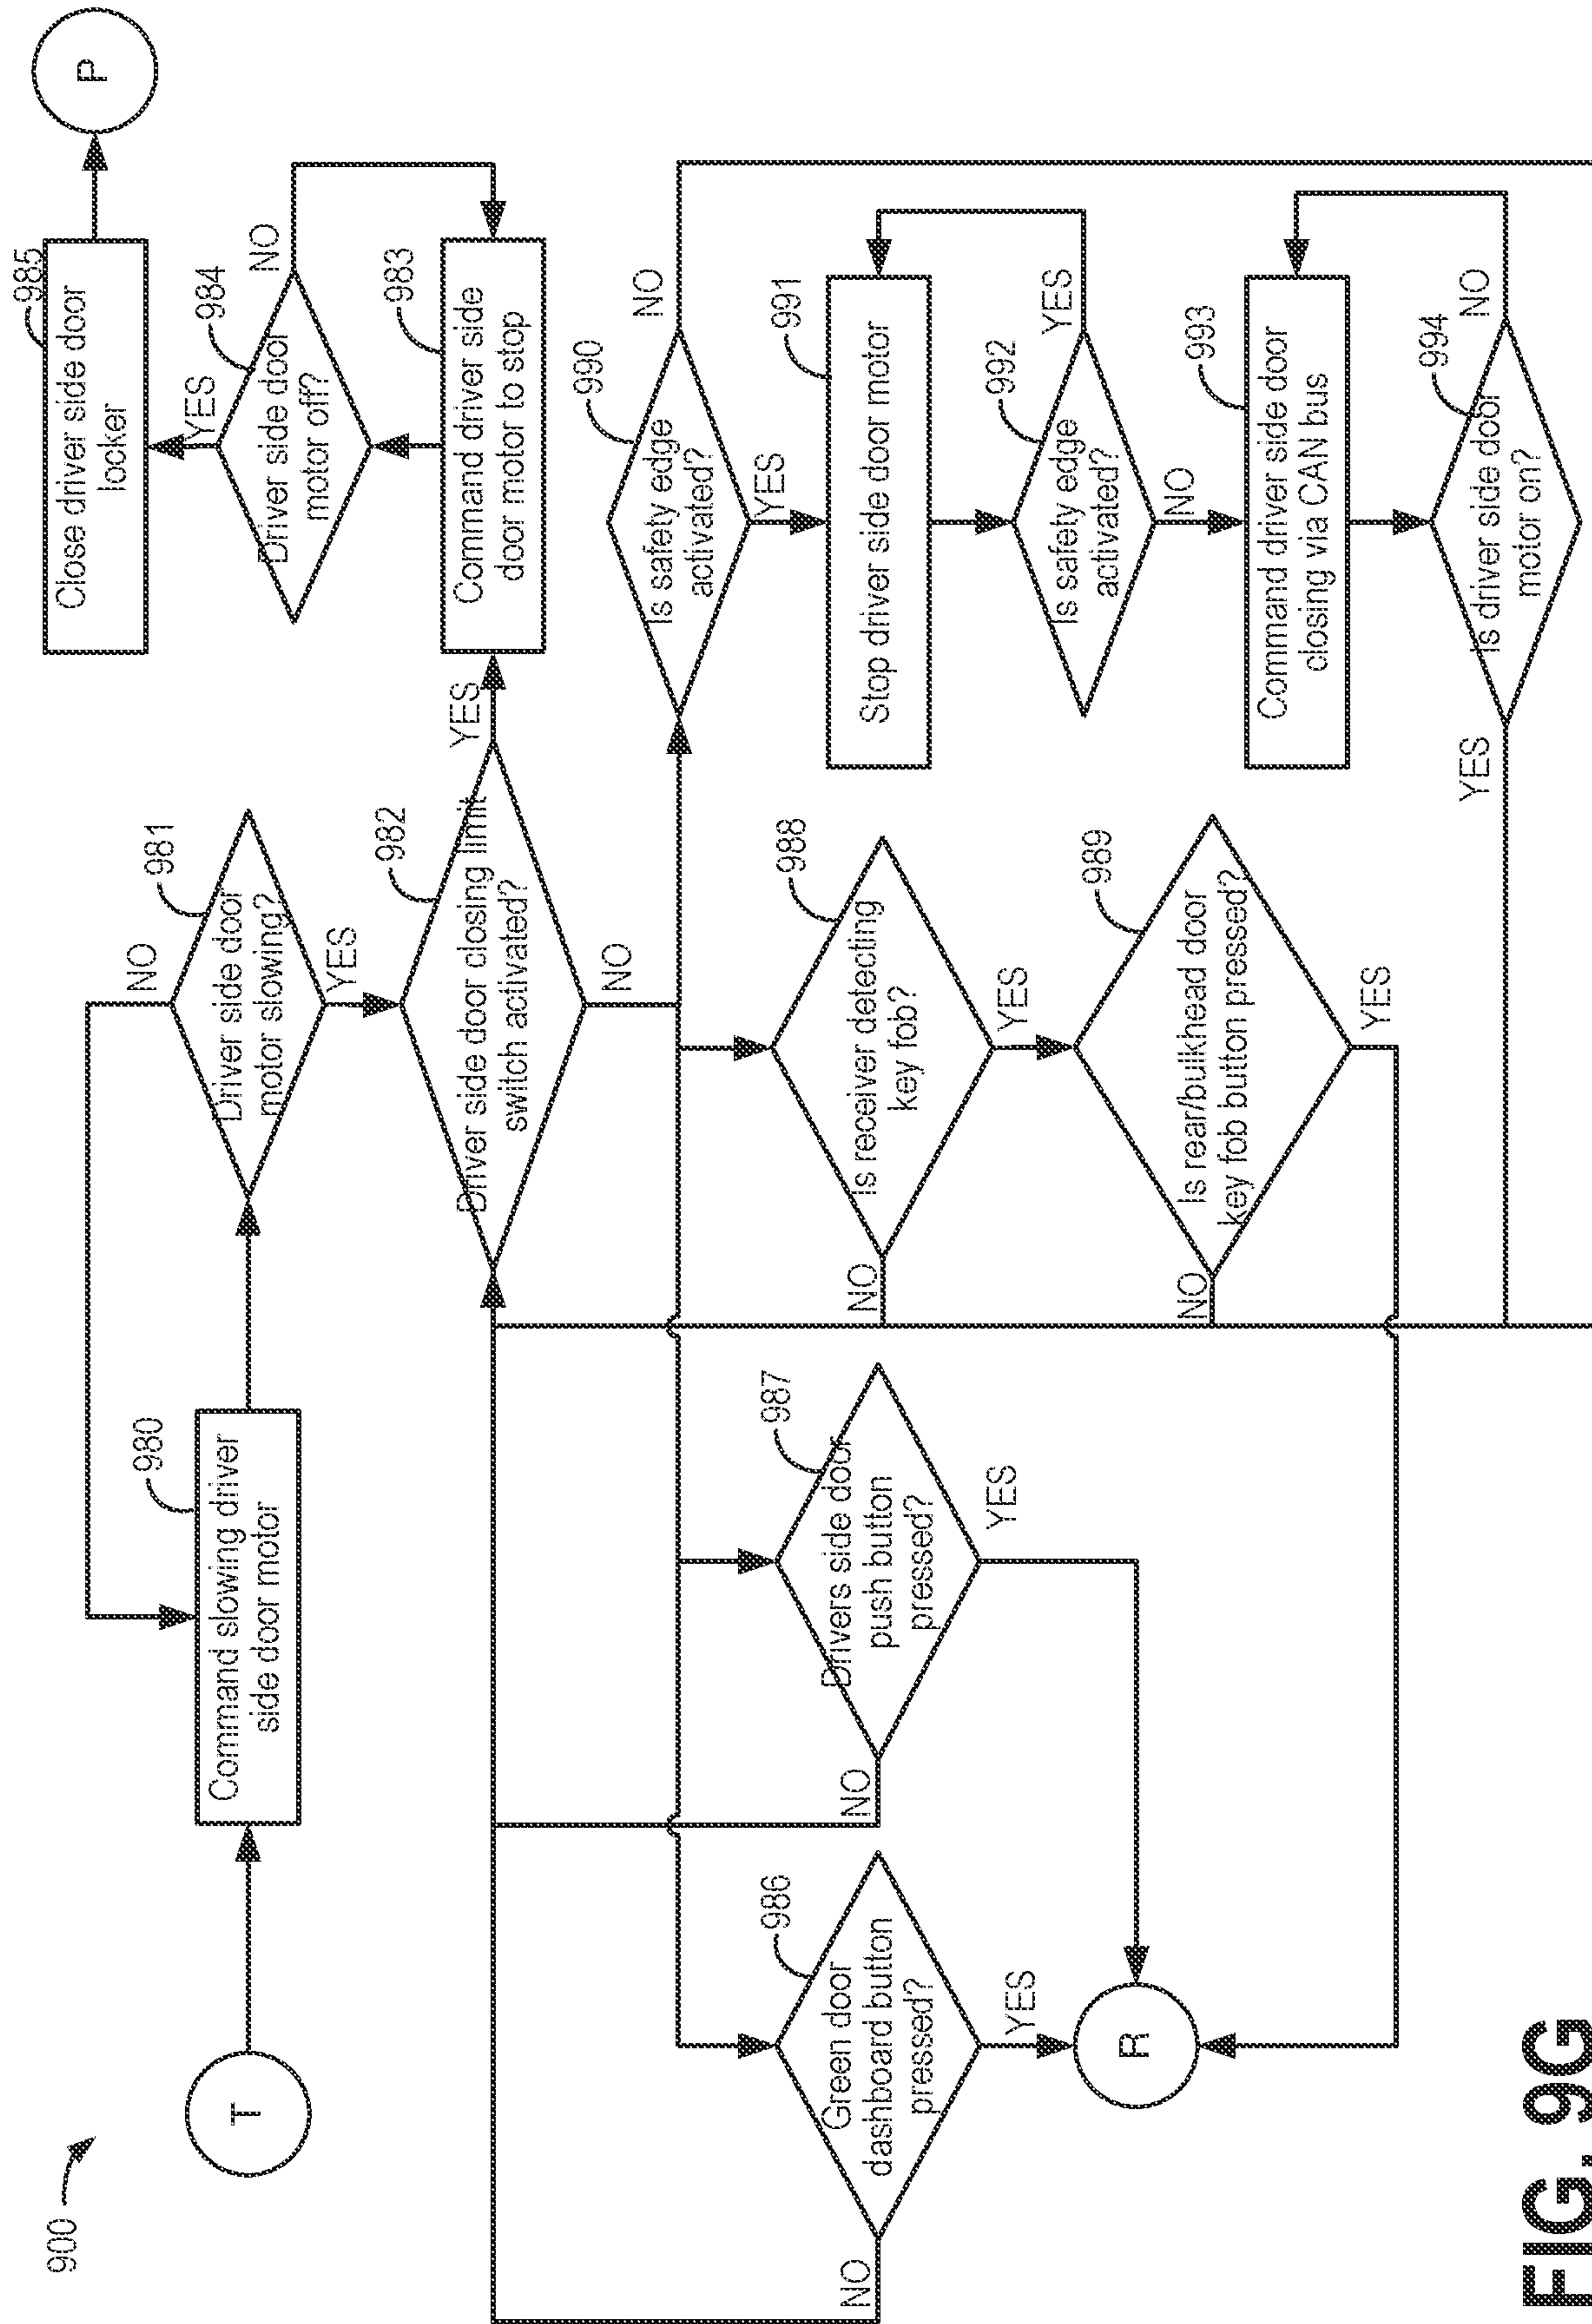 900
T
980
Command slowing driver
side door motor
NO
981
Driver side door
motor slowing?
YES
982
Driver side door closing limit
switch activated?
YES
NO
985
Close driver side door
locker
P
YES
984
Driver side door
motor off?
NO
983
Command driver side
door motor to stop
986
Green door
dashboard button
pressed?
NO
YES
R
987
Drivers side door
push button
pressed?
NO
YES
988
Is receiver detecting
key fob?
NO
YES
989
Is rear/bulkhead door
key fob button pressed?
NO
YES
990
Is safety edge
activated?
NO
YES
991
Stop driver side door motor
992
Is safety edge
activated?
YES
NO
993
Command driver side door
closing via CAN bus
994
Is driver side door
motor on?
YES
NO
FIG. 9G